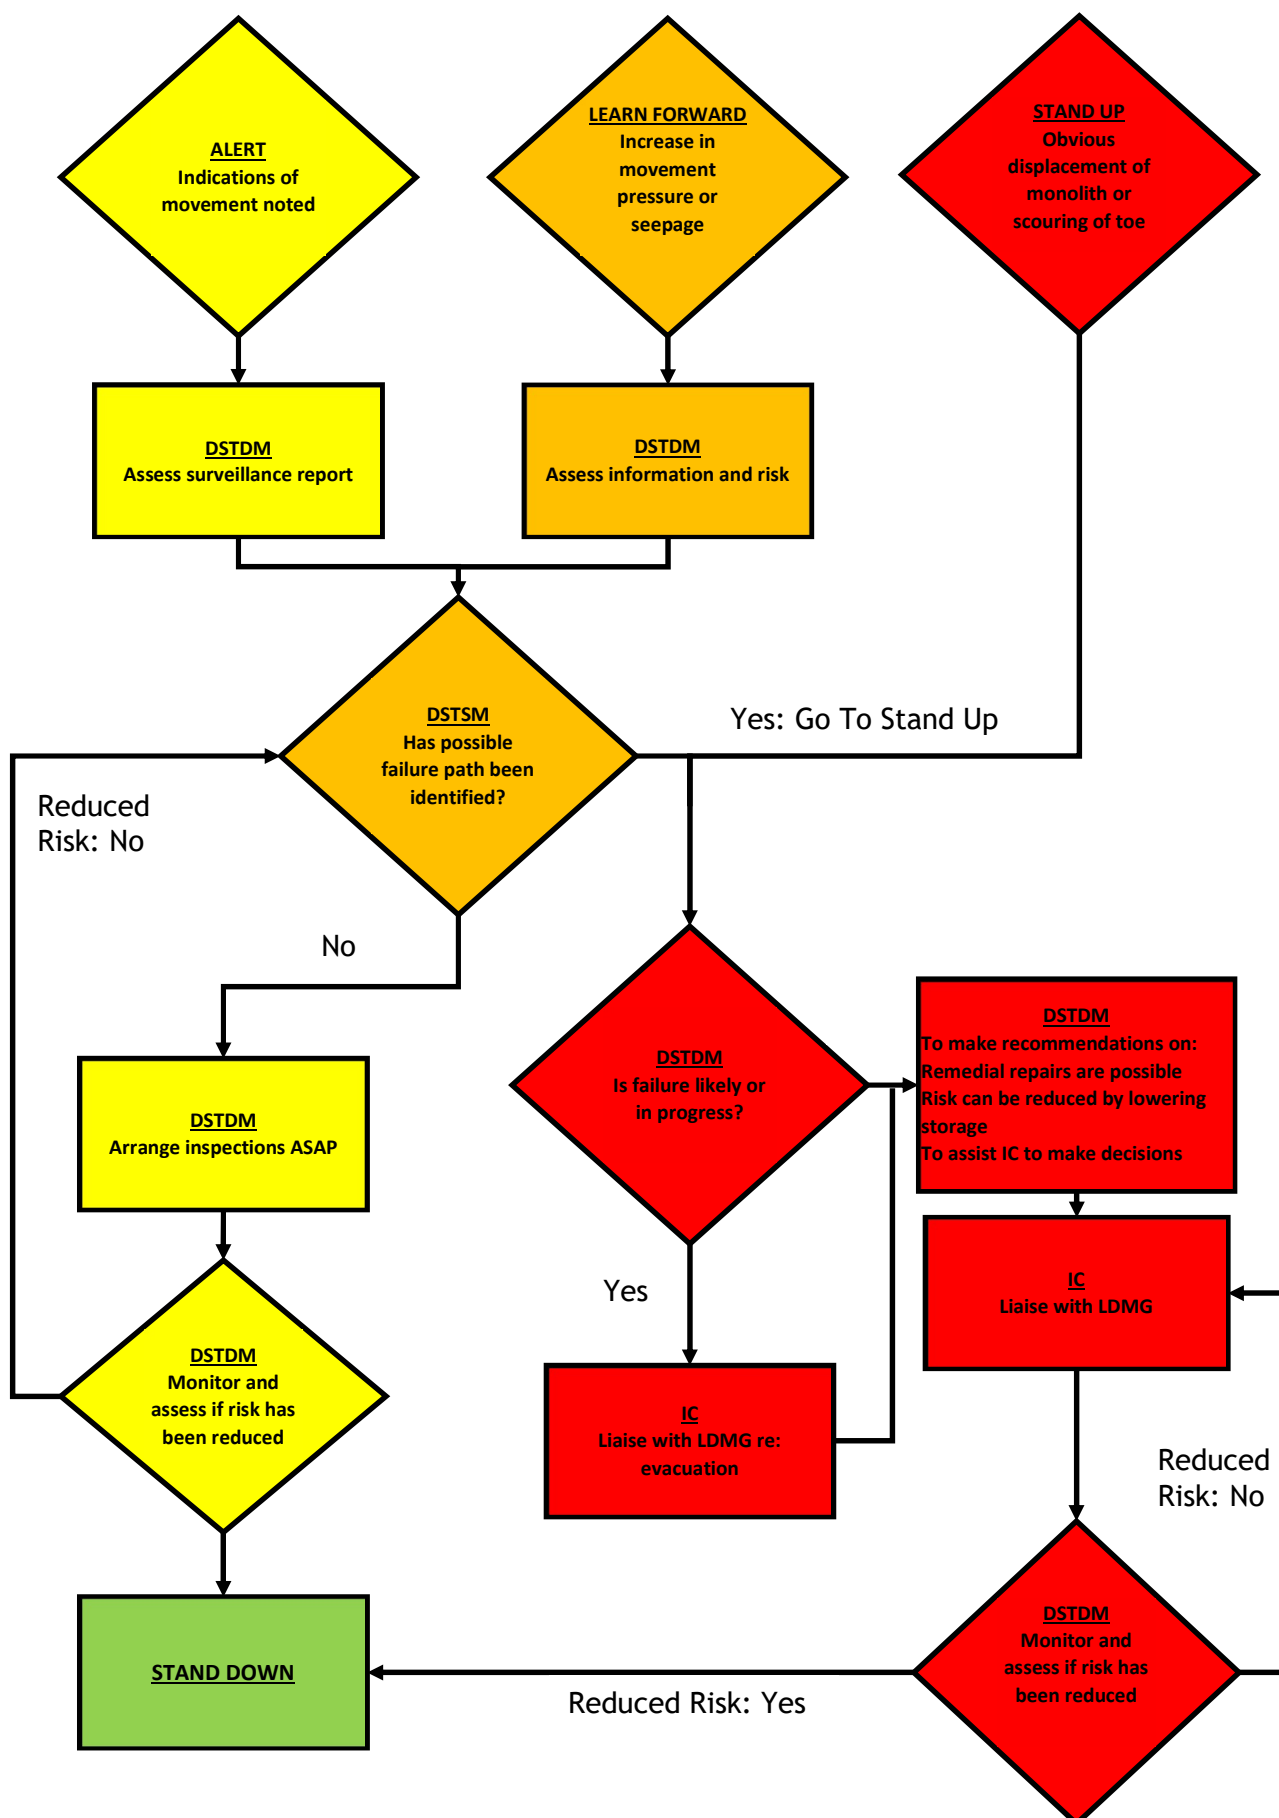 ALERT
Indications of
movement noted
LEARN FORWARD
Increase in
movement
pressure or
seepage
STAND UP
Obvious
displacement of
monolith or
scouring of toe
DSTDM
Assess surveillance report
DSTDM
Assess information and risk
DSTSM
Has possible
failure path been
identified?
Yes: Go To Stand Up
Reduced
Risk: No
No
DSTDM
Arrange inspections ASAP
DSTDM
Is failure likely or
in progress?
DSTDM
To make recommendations on:
Remedial repairs are possible
Risk can be reduced by lowering
storage
To assist IC to make decisions
Yes
IC
Liaise with LDMG
DSTDM
Monitor and
assess if risk has
been reduced
IC
Liaise with LDMG re:
evacuation
Reduced
Risk: No
STAND DOWN
Reduced Risk: Yes
DSTDM
Monitor and
assess if risk has
been reduced